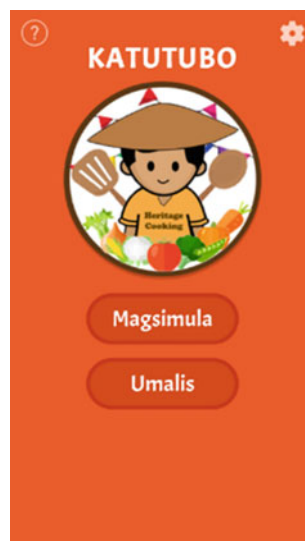 ?
KATUTUBO
Heritage
Cooking
Magsimula
Umalis